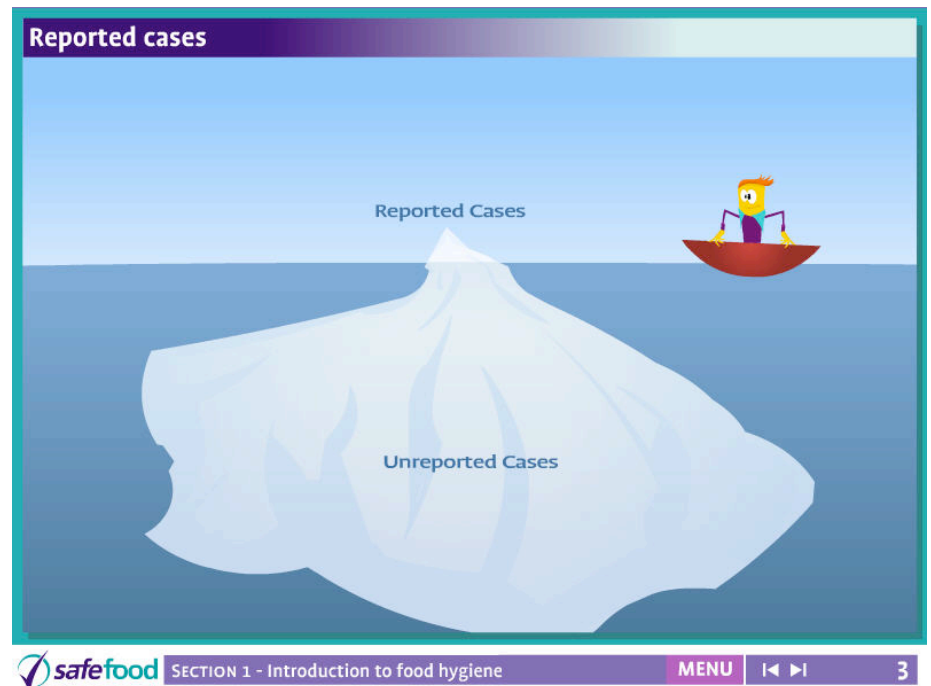 Reported cases
Reported Cases
Unreported Cases
safefood SECTION 1 - Introduction to food hygiene MENU 3